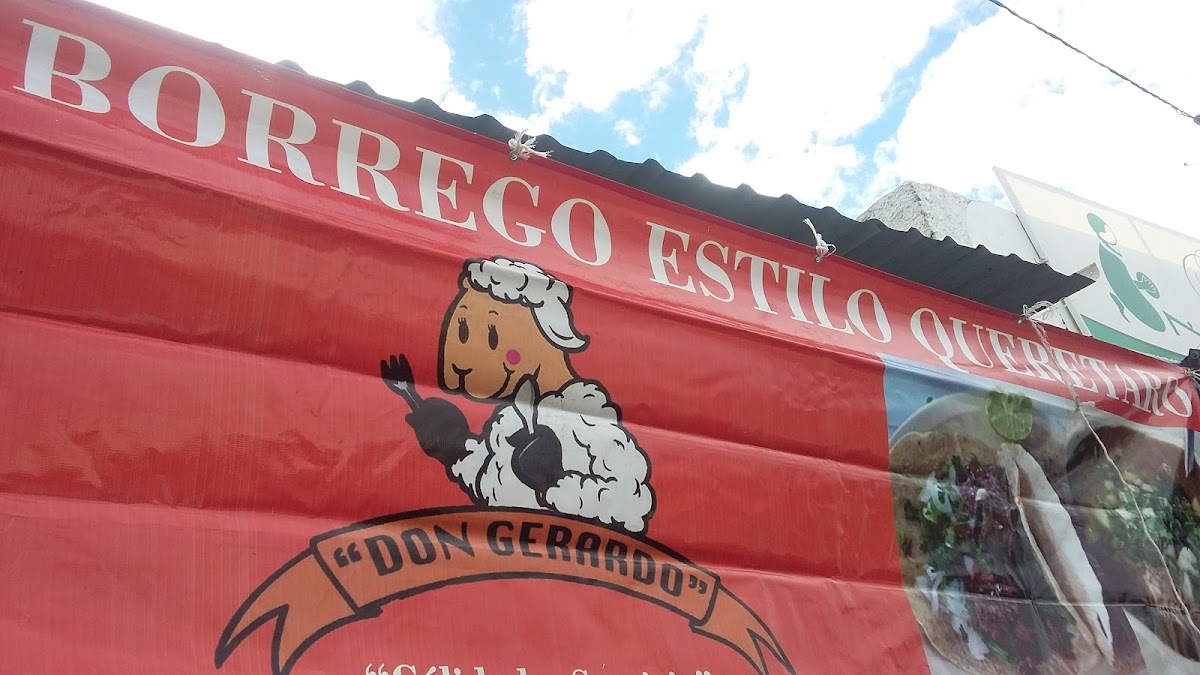 BORREGO ESTILO QUERETARO
"DON GERARDO"